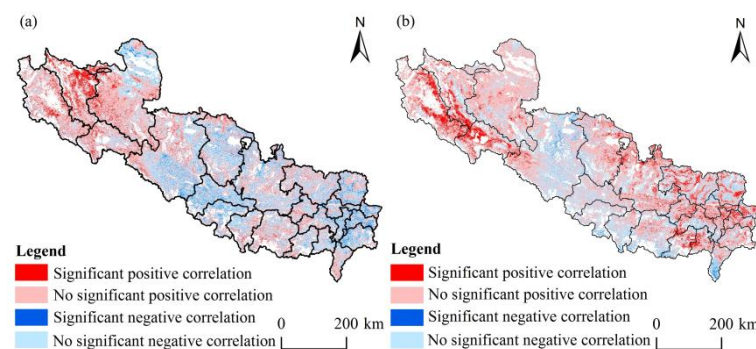 (a)
N
Legend
Significant positive correlation
No significant positive correlation
Significant negative correlation
No significant negative correlation
0 200 km
(b)
N
Legend
Significant positive correlation
No significant positive correlation
Significant negative correlation
No significant negative correlation
0 200 km